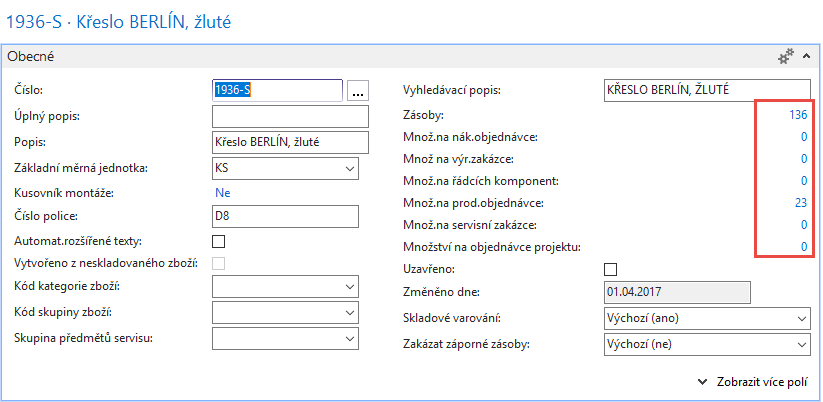 1936-S · Křeslo BERLÍN, žluté
Obecné
Číslo: 1936-S ...
Úplný popis:
Popis: Křeslo BERLÍN, žluté
Základní měrná jednotka: KS
Kusovník montáže: Ne
Číslo police: D8
Automat.rozšířené texty:
Vytvořeno z neskladovaného zboží:
Kód kategorie zboží:
Kód skupiny zboží:
Skupina předmětů servisu:
Vyhledávací popis: KŘESLO BERLÍN, ŽLUTÉ
Zásoby: 136
Množ.na nák.objednávce: 0
Množ na výr.zakázce: 0
Množ.na řádcích komponent: 0
Množ.na prod.objednávce: 23
Množ.na servisní zakázce: 0
Množství na objednávce projektu: 0
Uzavřeno:
Změněno dne: 01.04.2017
Skladové varování: Výchozí (ano)
Zakázat záporné zásoby: Výchozí (ne)
Zobrazit více polí